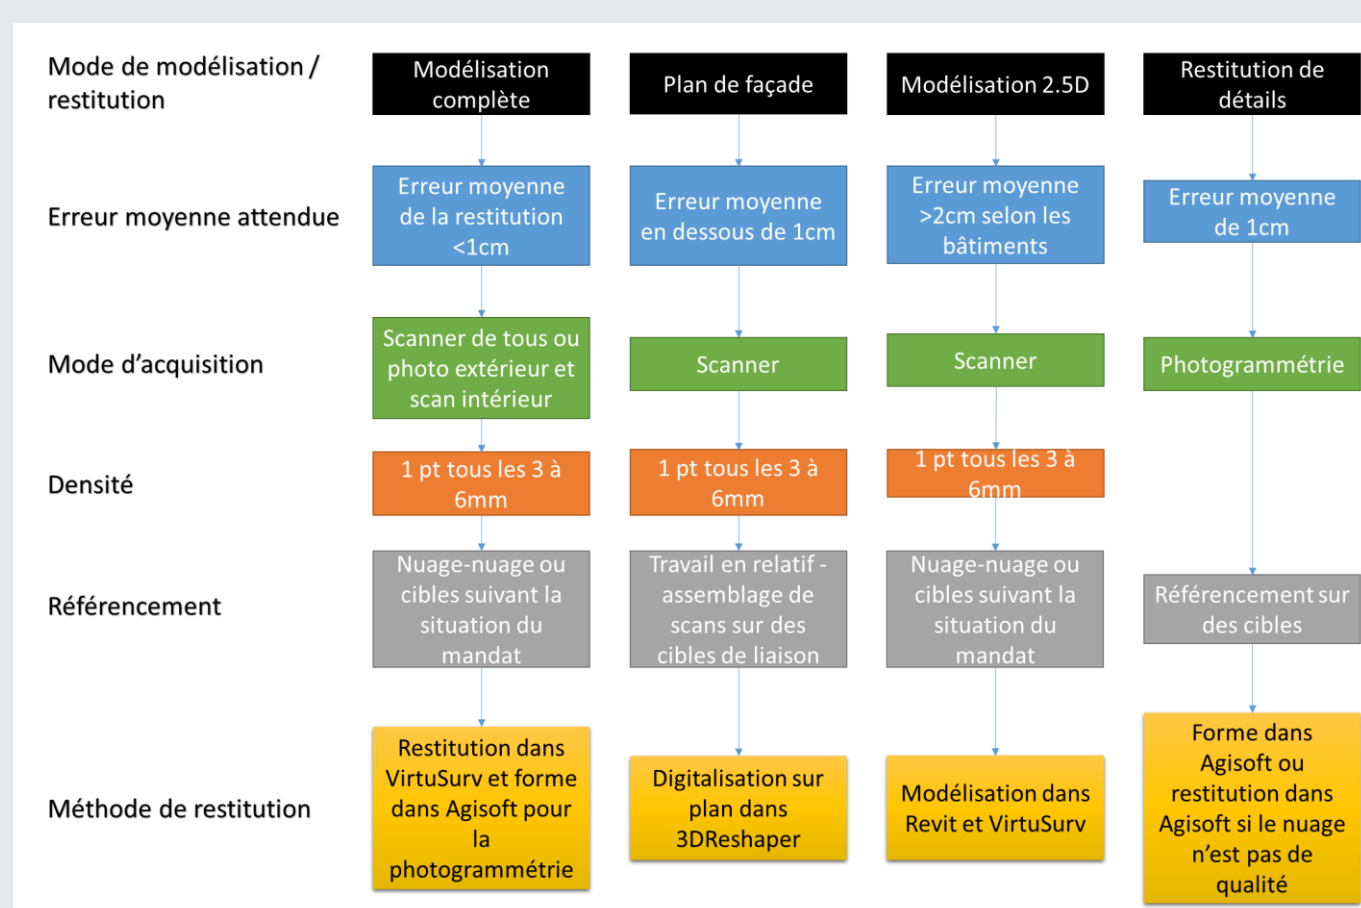 Mode de modélisation /
restitution
Modélisation
complète
Plan de façade
Modélisation 2.5D
Restitution de
détails
Erreur moyenne attendue
Erreur moyenne
de la restitution
<1cm
Erreur moyenne
en dessous de 1cm
Erreur moyenne
>2cm selon les
bâtiments
Erreur moyenne
de 1cm
Mode d’acquisition
Scanner de tous ou
photo extérieur et
scan intérieur
Scanner
Scanner
Photogrammétrie
Densité
1 pt tous les 3 à
6mm
1 pt tous les 3 à
6mm
1 pt tous les 3 à
6mm
Référencement
Nuage-nuage ou
cibles suivant la
situation du
mandat
Travail en relatif -
assemblage de
scans sur des
cibles de liaison
Nuage-nuage ou
cibles suivant la
situation du
mandat
Référencement sur
des cibles
Méthode de restitution
Restitution dans
VirtuSurv et forme
dans Agisoft pour
la
photogrammétrie
Digitalisation sur
plan dans
3DReshaper
Modélisation dans
Revit et VirtuSurv
Forme dans
Agisoft ou
restitution dans
Agisoft si le nuage
n’est pas de
qualité